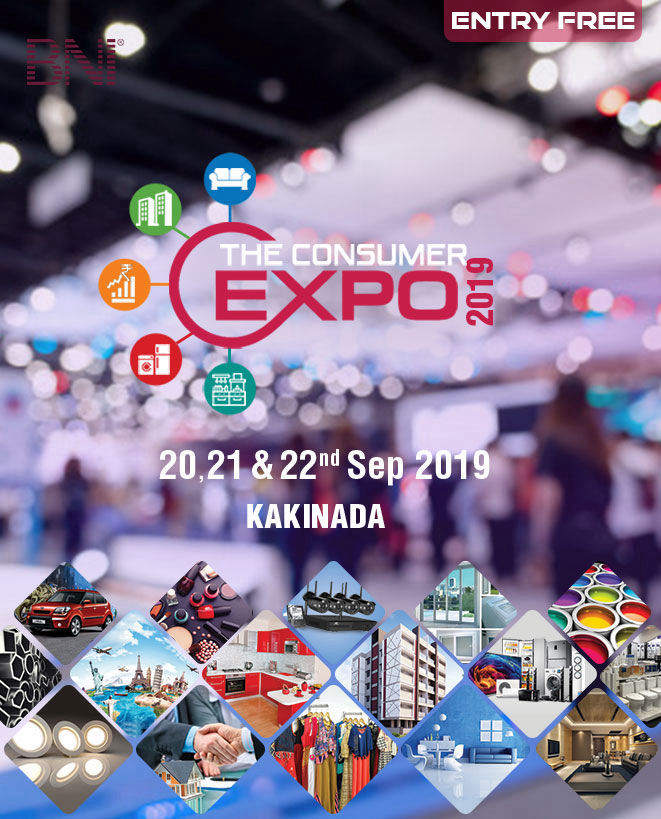 ENTRY FREE
BNI®
THE CONSUMER
EXPO 2019
20,21 & 22nd Sep 2019
KAKINADA